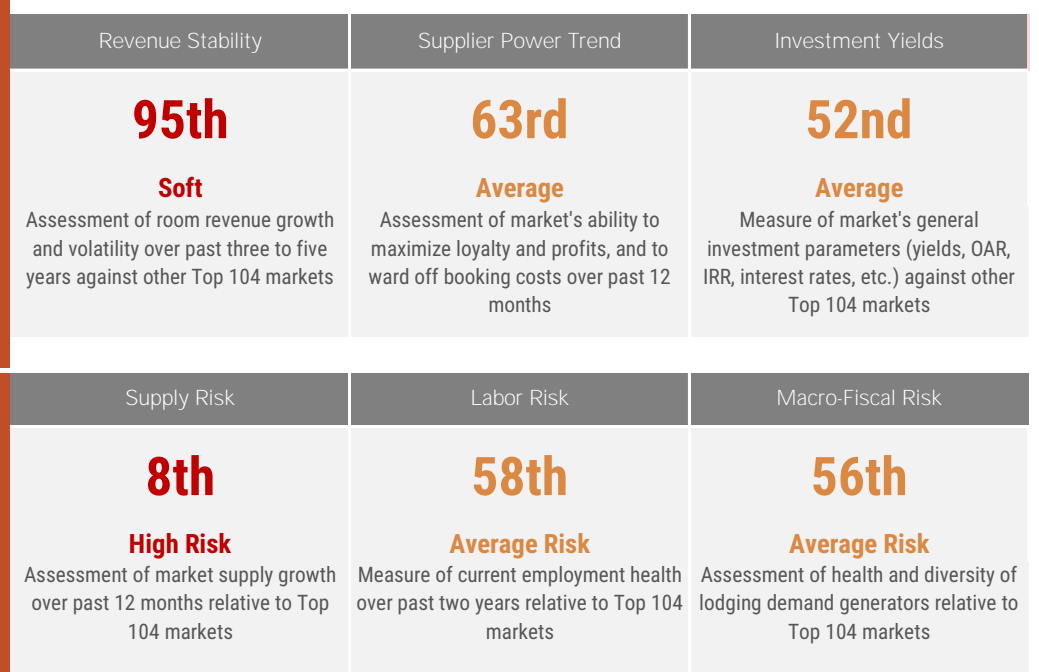 Revenue Stability
Supplier Power Trend
Investment Yields
95th
63rd
52nd
Soft
Average
Average
Assessment of room revenue growth
and volatility over past three to five
years against other Top 104 markets
Assessment of market's ability to
maximize loyalty and profits, and to
ward off booking costs over past 12
months
Measure of market's general
investment parameters (yields, OAR,
IRR, interest rates, etc.) against other
Top 104 markets
Supply Risk
Labor Risk
Macro-Fiscal Risk
8th
58th
56th
High Risk
Average Risk
Average Risk
Assessment of market supply growth
over past 12 months relative to Top
104 markets
Measure of current employment health
over past two years relative to Top 104
markets
Assessment of health and diversity of
lodging demand generators relative to
Top 104 markets